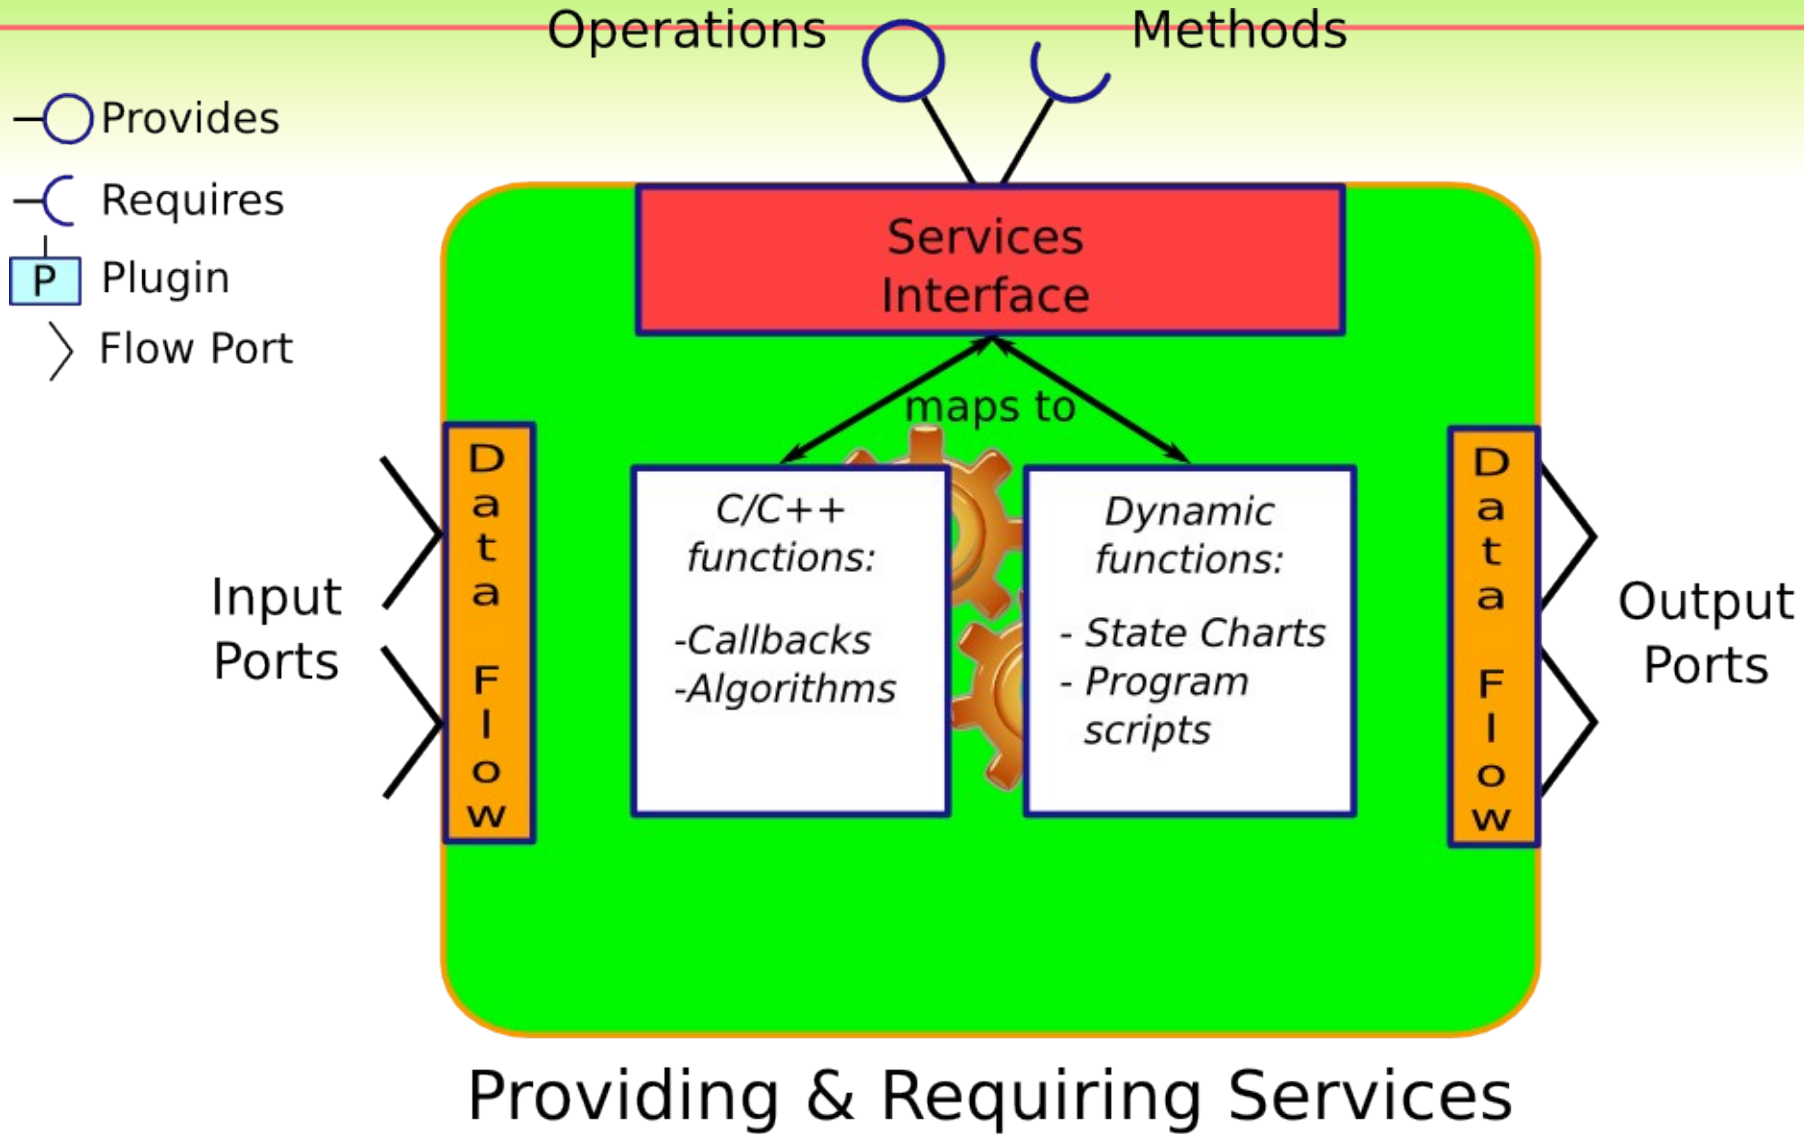 Operations
Methods
Provides
Requires
P Plugin
Flow Port
Services
Interface
maps to
Data Flow
Input
Ports
C/C++
functions:
-Callbacks
-Algorithms
Dynamic
functions:
- State Charts
- Program
scripts
Data Flow
Output
Ports
Providing & Requiring Services